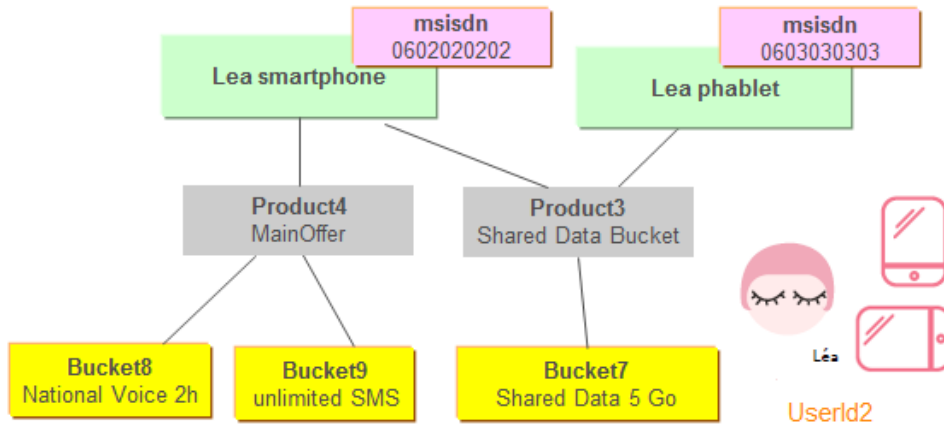 msisdn
0602020202
Lea smartphone
msisdn
0603030303
Lea phablet
Product4
MainOffer
Product3
Shared Data Bucket
Bucket8
National Voice 2h
Bucket9
unlimited SMS
Bucket7
Shared Data 5 Go
Léa
UserId2